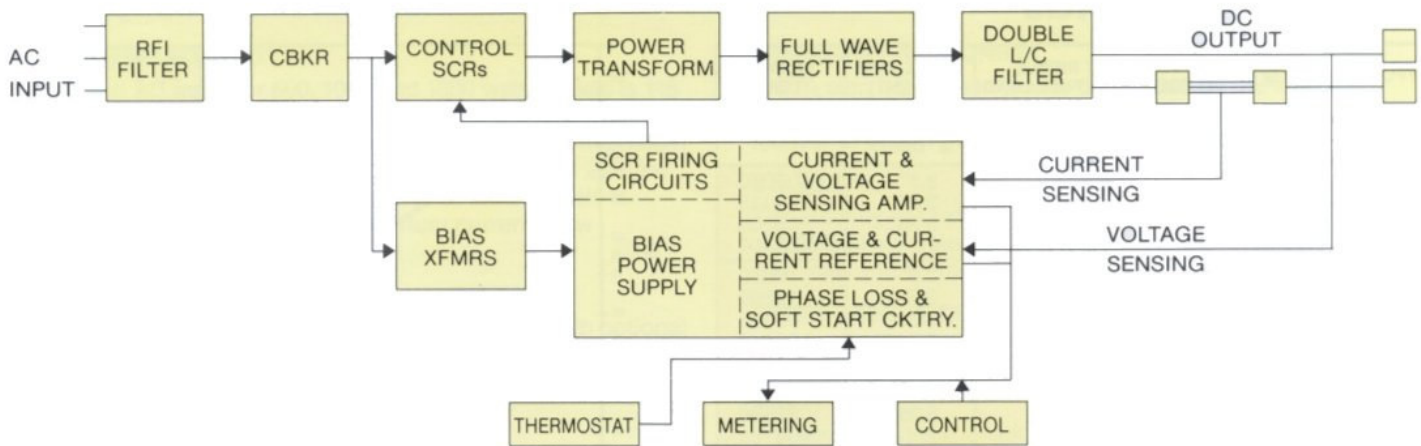 AC
INPUT
RFI
FILTER
CBKR
CONTROL
SCRs
POWER
TRANSFORM
FULL WAVE
RECTIFIERS
DOUBLE
L/C
FILTER
DC
OUTPUT
SCR FIRING
CIRCUITS
CURRENT &
VOLTAGE
SENSING AMP.
CURRENT
SENSING
BIAS
XFMRS
BIAS
POWER
SUPPLY
VOLTAGE & CUR-
RENT REFERENCE
VOLTAGE
SENSING
PHASE LOSS &
SOFT START CKTRY.
THERMOSTAT
METERING
CONTROL